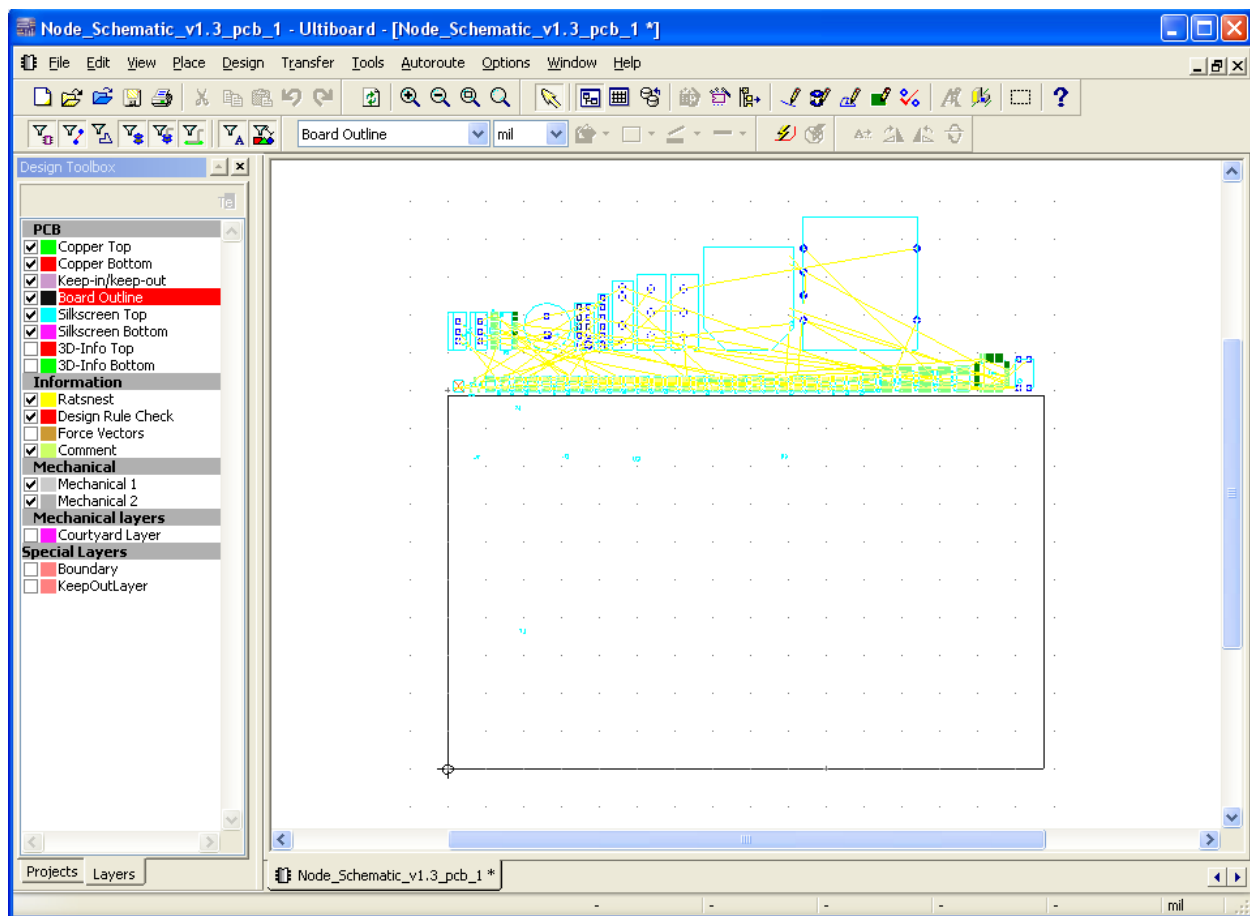 Node_Schematic_v1.3_pcb_1 - Ultiboard - [Node_Schematic_v1.3_pcb_1 *]
File Edit View Place Design Transfer Tools Autoroute Options Window Help
Board Outline mil
Design Toolbox
PCB
Copper Top
Copper Bottom
Keep-in/keep-out
Board Outline
Silkscreen Top
Silkscreen Bottom
3D-Info Top
3D-Info Bottom
Information
Ratsnest
Design Rule Check
Force Vectors
Comment
Mechanical
Mechanical 1
Mechanical 2
Mechanical layers
Courtyard Layer
Special Layers
Boundary
KeepOutLayer
Projects Layers
Node_Schematic_v1.3_pcb_1 *
- - - - - mil